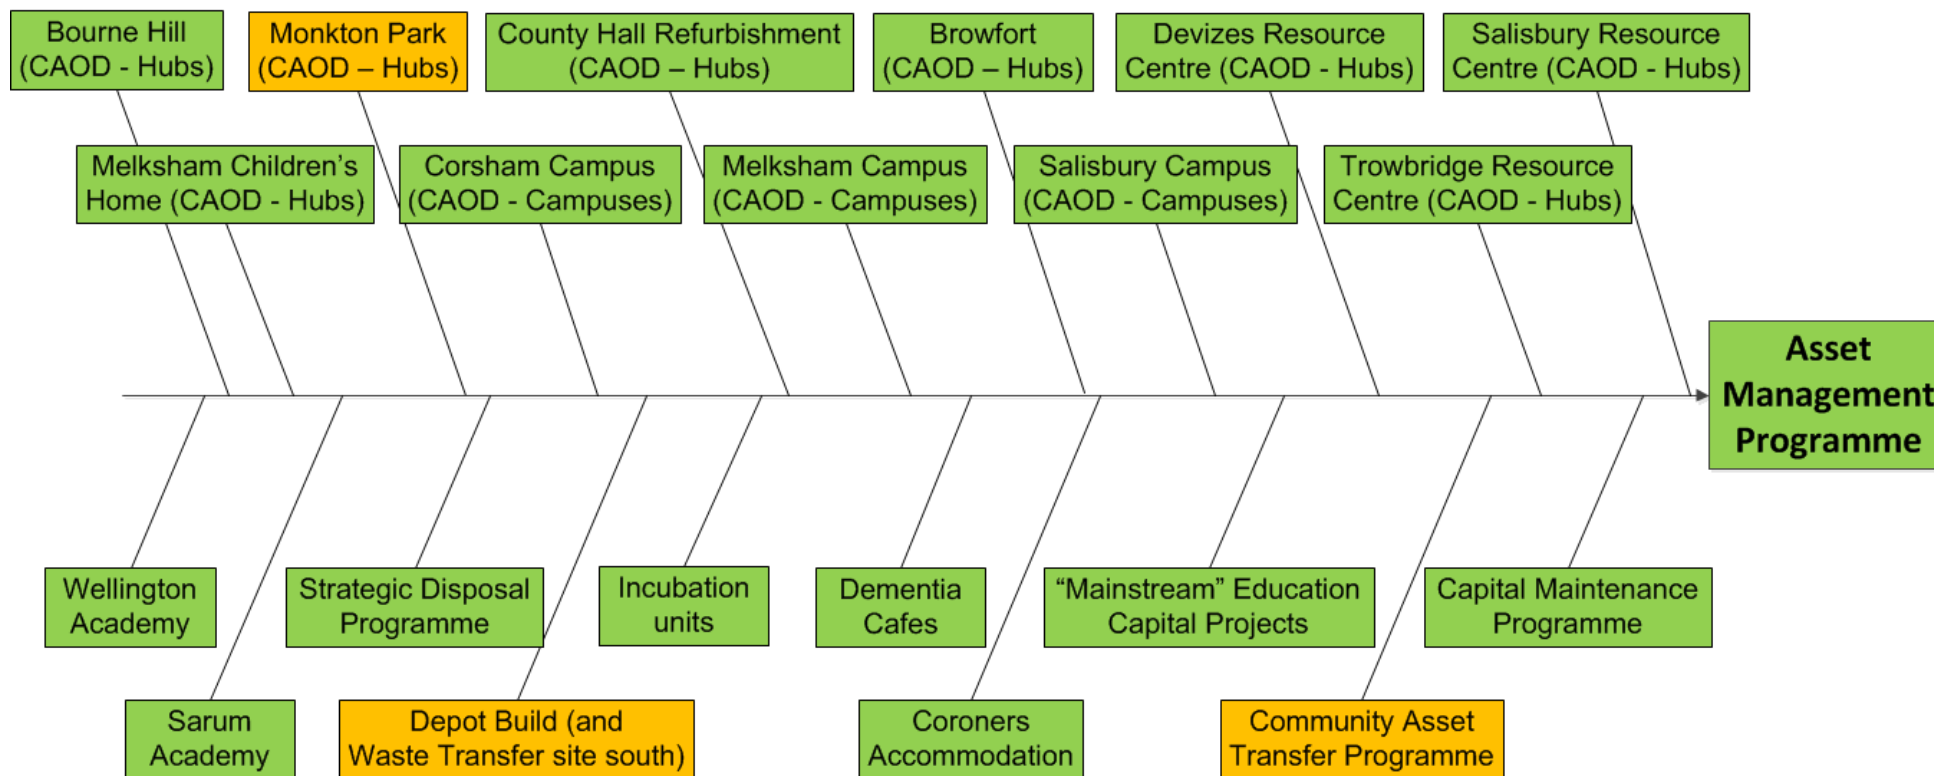 Bourne Hill
(CAOD - Hubs)
Monkton Park
(CAOD – Hubs)
County Hall Refurbishment
(CAOD – Hubs)
Browfort
(CAOD – Hubs)
Devizes Resource
Centre (CAOD - Hubs)
Salisbury Resource
Centre (CAOD - Hubs)
Melksham Children’s
Home (CAOD - Hubs)
Corsham Campus
(CAOD - Campuses)
Melksham Campus
(CAOD - Campuses)
Salisbury Campus
(CAOD - Campuses)
Trowbridge Resource
Centre (CAOD - Hubs)
Asset
Management
Programme
Wellington
Academy
Strategic Disposal
Programme
Incubation
units
Dementia
Cafes
“Mainstream” Education
Capital Projects
Capital Maintenance
Programme
Sarum
Academy
Depot Build (and
Waste Transfer site south)
Coroners
Accommodation
Community Asset
Transfer Programme